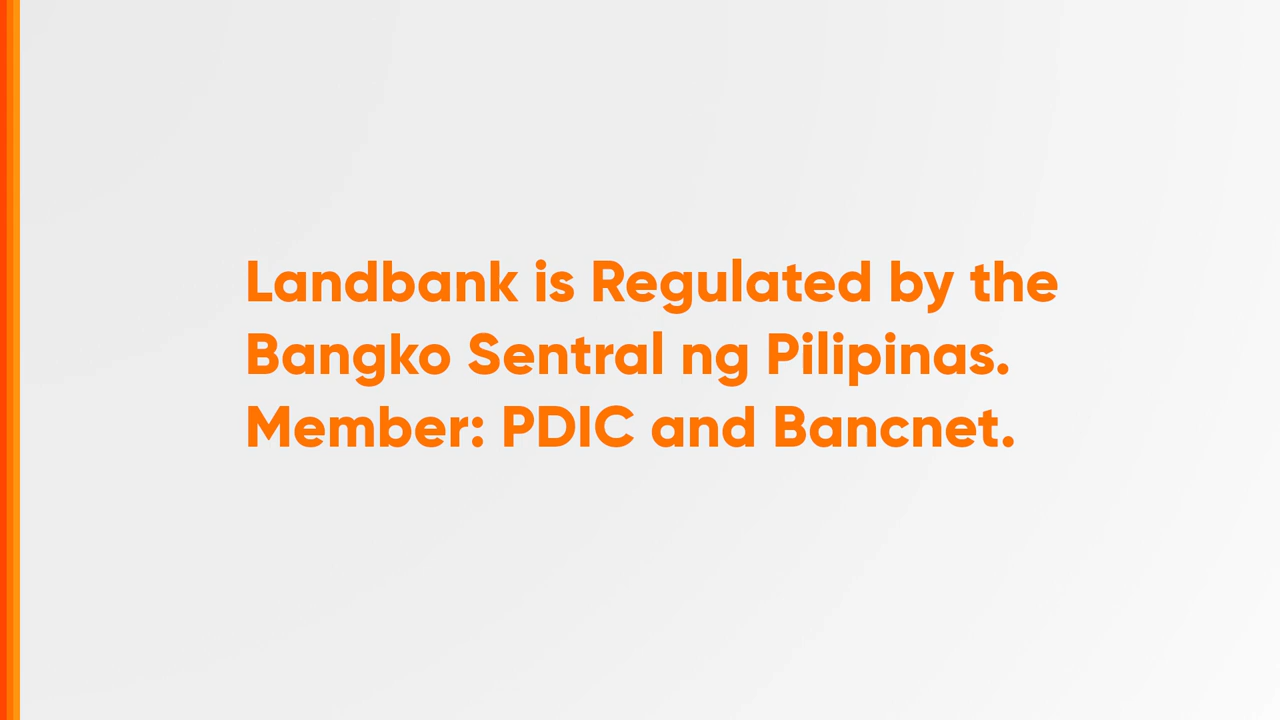 Landbank is Regulated by the
Bangko Sentral ng Pilipinas.
Member: PDIC and Bancnet.